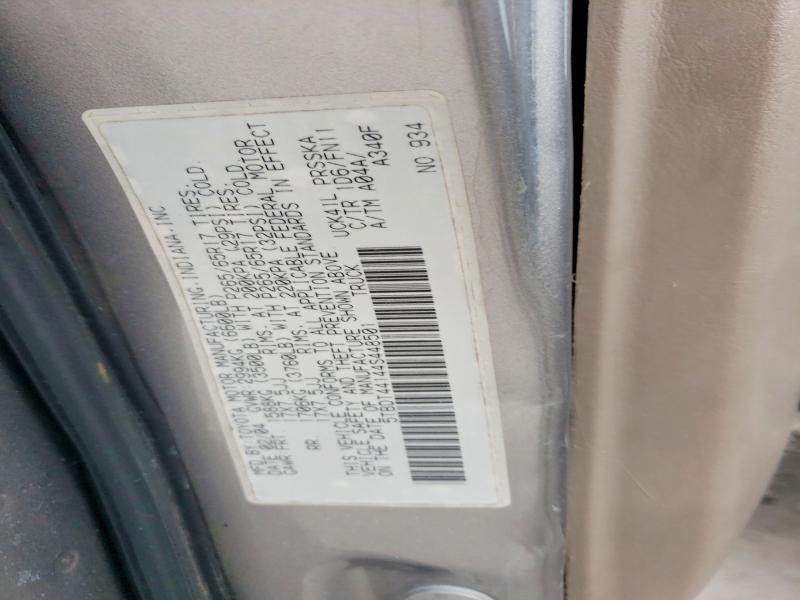 MFD BY TOYOTA MOTOR MANUFACTURING, INDIANA, INC
DATE 02/04 GVWR 2994KG (6600LB)
GAWR FRT 1588KG (3500LB) WITH P265/65R17 TIRES,
17X7.5JJ RIMS, AT 200KPA (29PSI) COLD.
RR 1706KG (3760LB) WITH P265/65R17 TIRES,
17X7.5JJ RIMS, AT 220KPA (32PSI) COLD.
THIS VEHICLE CONFORMS TO ALL APPLICABLE FEDERAL MOTOR
VEHICLE SAFETY AND THEFT PREVENTION STANDARDS IN EFFECT
ON THE DATE OF MANUFACTURE SHOWN ABOVE
5TBDT44144S44850 TRUCK
UCK41L PRSSKA
C/TR 1D6/FN11
A/TM A04A/
A340F
NO 934